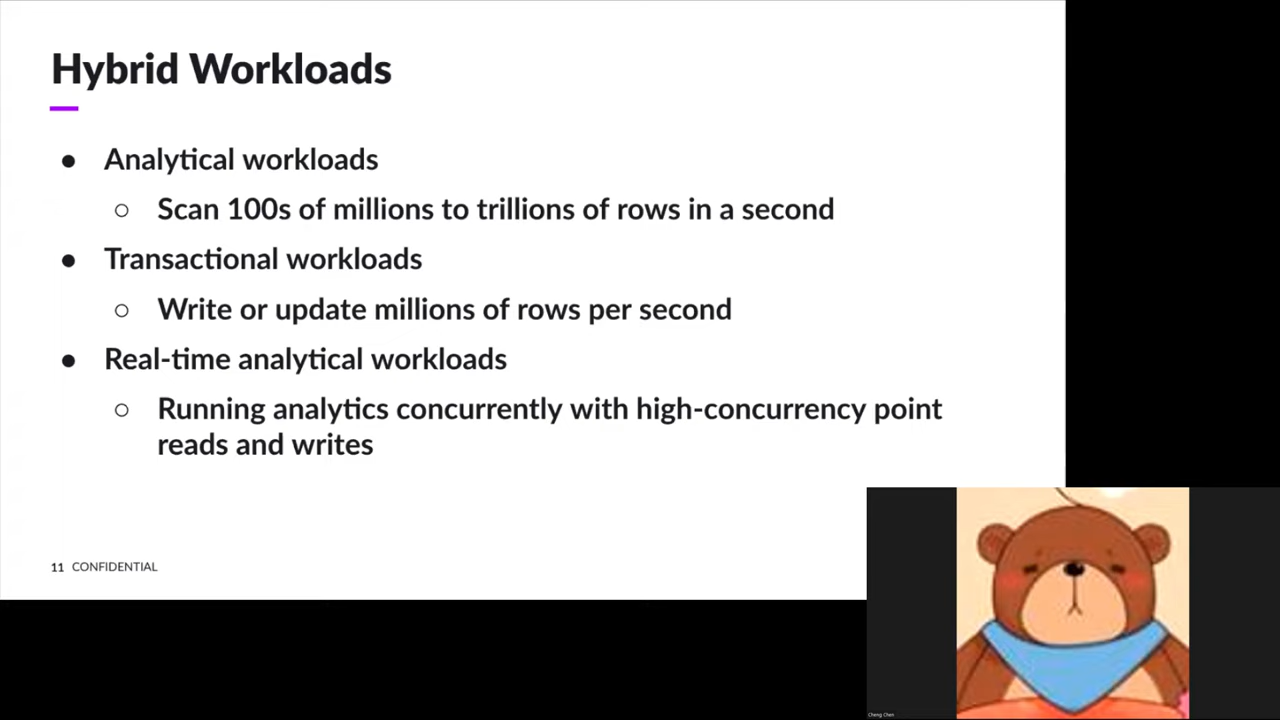 Hybrid Workloads
● Analytical workloads
○ Scan 100s of millions to trillions of rows in a second
● Transactional workloads
○ Write or update millions of rows per second
● Real-time analytical workloads
○ Running analytics concurrently with high-concurrency point
reads and writes
11 CONFIDENTIAL
Cheng Chen